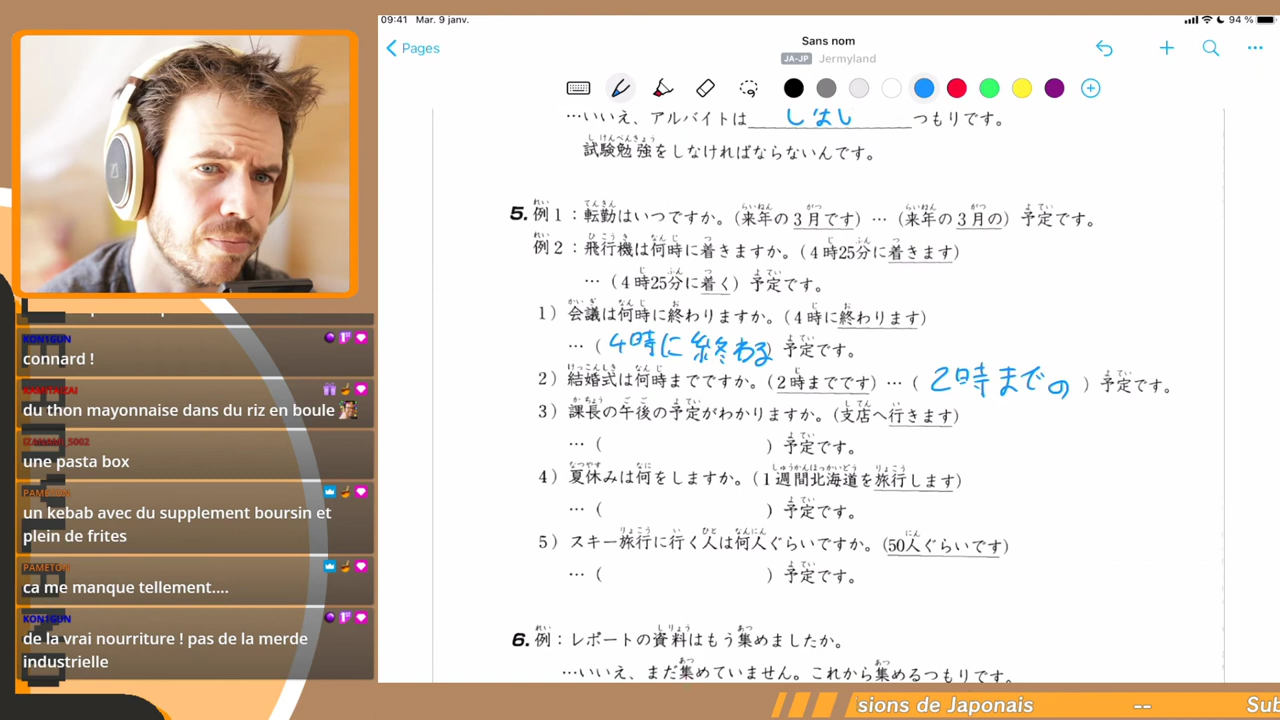 09:41 Mar. 9 janv.
94 %
Pages
Sans nom
JA-JP Jermyland
…いいえ、アルバイトは しない つもりです。
試験勉強をしなければならないんです。
5. 例1：転勤はいつですか。(来年の3月です) … (来年の3月の) 予定です。
例2：飛行機は何時に着きますか。(4時25分に着きます)
… (4時25分に着く) 予定です。
1) 会議は何時に終わりますか。(4時に終わります)
… (4時に終わる) 予定です。
2) 結婚式は何時までですか。(2時までです) … (2時までの) 予定です。
3) 課長の午後の予定がわかりますか。(支店へ行きます)
… ( ) 予定です。
4) 夏休みは何をしますか。(1週間北海道を旅行します)
… ( ) 予定です。
5) スキー旅行に行く人は何人ぐらいですか。(50人ぐらいです)
… ( ) 予定です。
6. 例：レポートの資料はもう集めましたか。
…いいえ、まだ集めていません。これから集めるつもりです。
KON1GUN
connard !
du thon mayonnaise dans du riz en boule
IZANAMI_5002
une pasta box
PAMETON
un kebab avec du supplement boursin et
plein de frites
PAMETON
ca me manque tellement....
KON1GUN
de la vrai nourriture ! pas de la merde
industrielle
sions de Japonais -- Sub